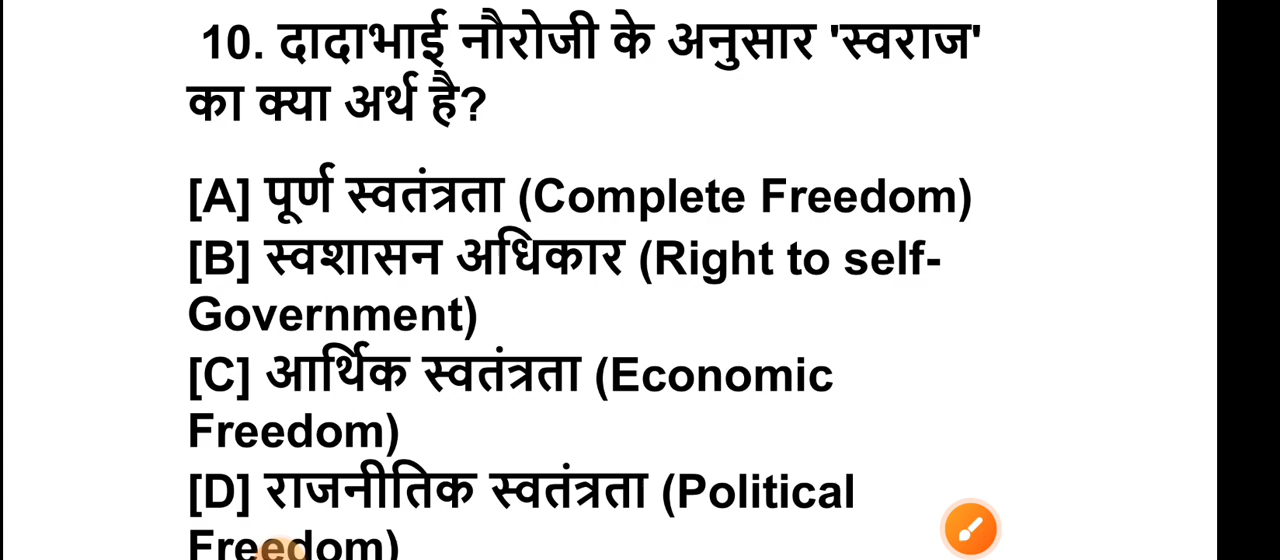 10. दादाभाई नौरोजी के अनुसार 'स्वराज'
का क्या अर्थ है?
[A] पूर्ण स्वतंत्रता (Complete Freedom)
[B] स्वशासन अधिकार (Right to self-
Government)
[C] आर्थिक स्वतंत्रता (Economic
Freedom)
[D] राजनीतिक स्वतंत्रता (Political
Freedom)